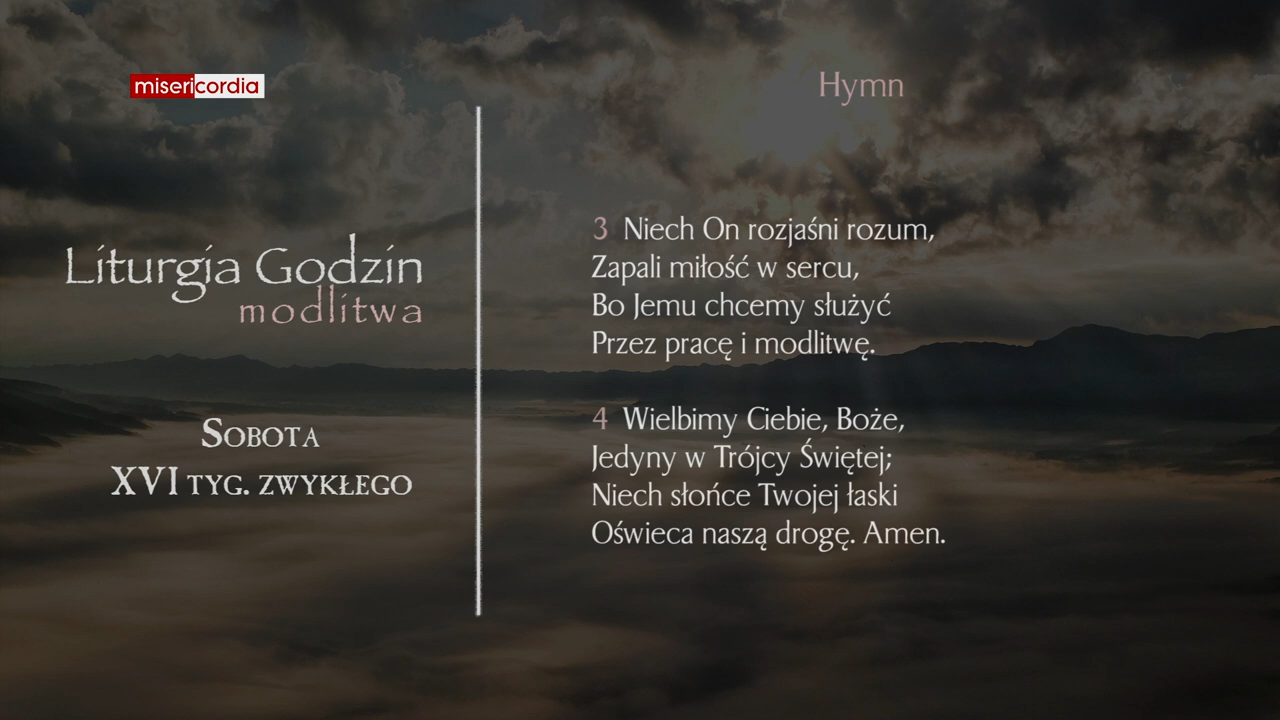 misericordia
Liturgia Godzin
modlitwa
Sobota
XVI tyg. zwykłego
Hymn
3 Niech On rozjaśni rozum,
Zapali miłość w sercu,
Bo Jemu chcemy służyć
Przez pracę i modlitwę.
4 Wielbimy Ciebie, Boże,
Jedyny w Trójcy Świętej;
Niech słońce Twojej łaski
Oświeca naszą drogę. Amen.